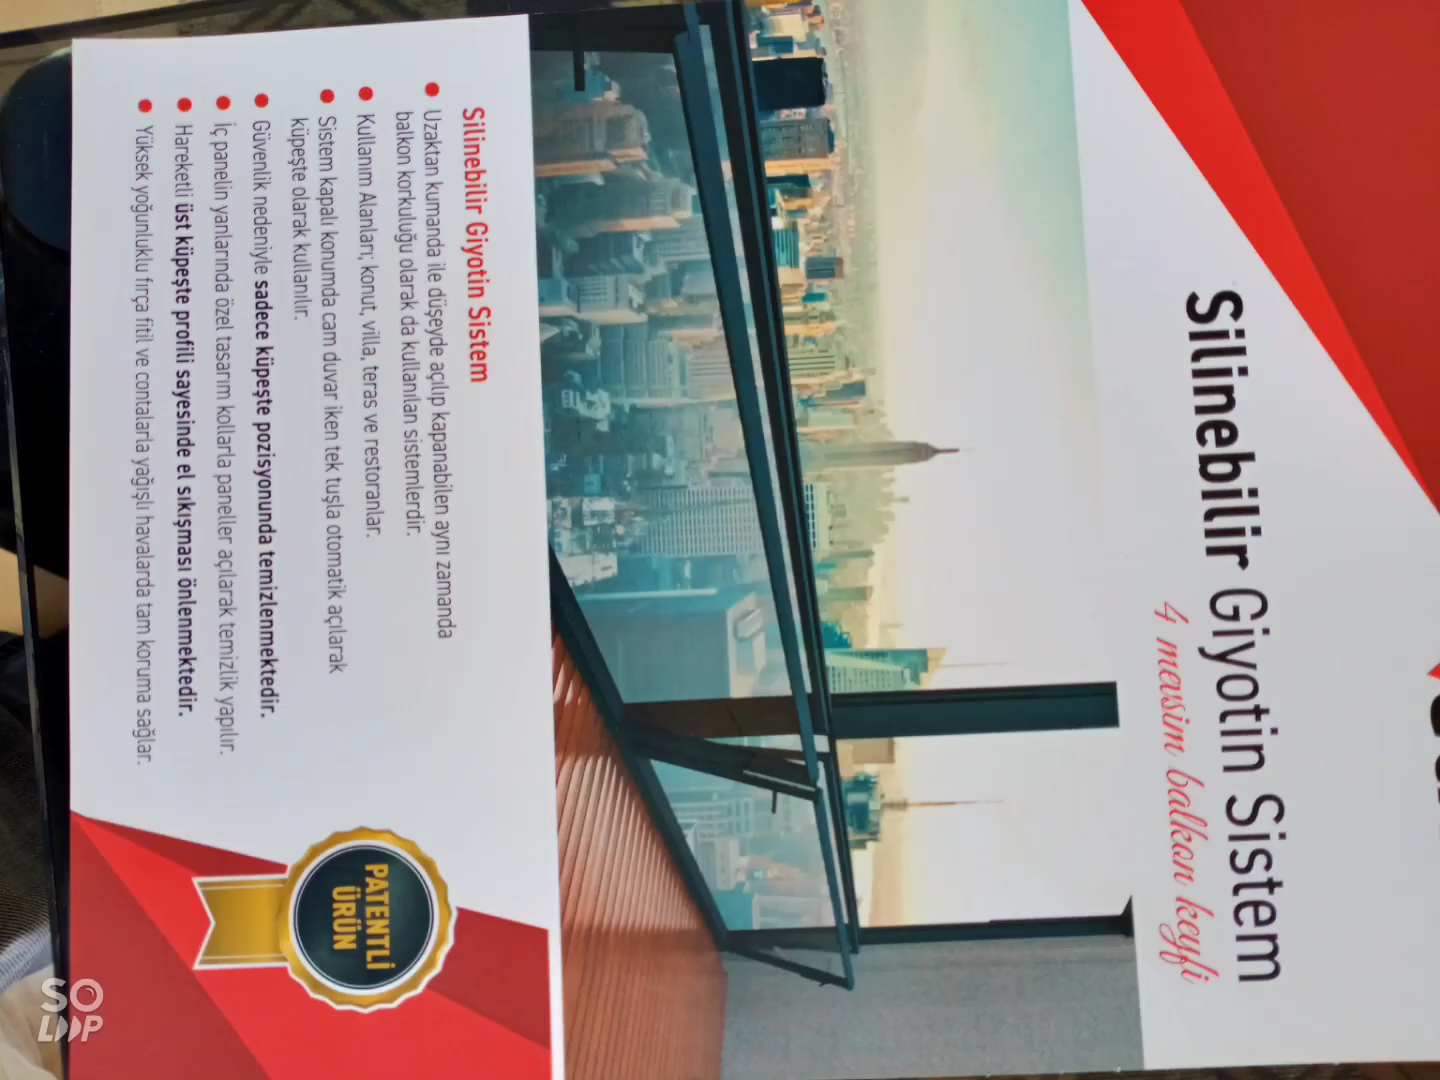 Silinebilir Giyotin Sistem
4 mevsim balkon keyfi
Silinebilir Giyotin Sistem
Uzaktan kumanda ile düşeyde açılıp kapanabilen aynı zamanda
balkon korkuluğu olarak da kullanılan sistemlerdir.
Kullanım Alanları; konut, villa, teras ve restoranlar.
Sistem kapalı konumda cam duvar iken tek tuşla otomatik açılarak
küpeşte olarak kullanılır.
Güvenlik nedeniyle sadece küpeşte pozisyonunda temizlenmektedir.
İç panelin yanlarında özel tasarım kollarla paneller açılarak temizlik yapılır.
Hareketli üst küpeşte profili sayesinde el sıkışması önlenmektedir.
Yüksek yoğunluklu fırça fitil ve contalarla yağışlı havalarda tam koruma sağlar.
PATENTLİ
ÜRÜN
SOLOOP